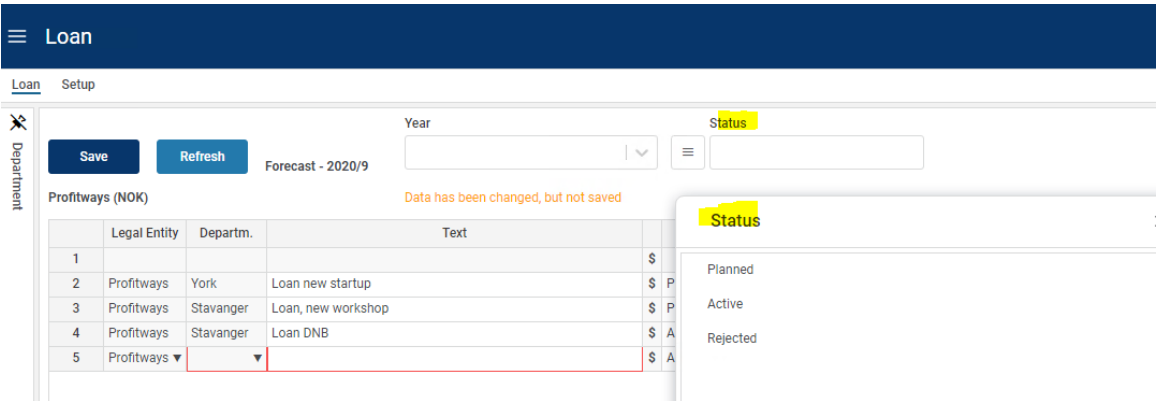 Loan
Loan Setup
Department
Year Status
Save Refresh Forecast - 2020/9
Profitways (NOK) Data has been changed, but not saved
Status
Legal Entity Departm. Text
1 $
2 Profitways York Loan new startup $ P
3 Profitways Stavanger Loan, new workshop $ P
4 Profitways Stavanger Loan DNB $ A
5 Profitways $ A
Planned
Active
Rejected